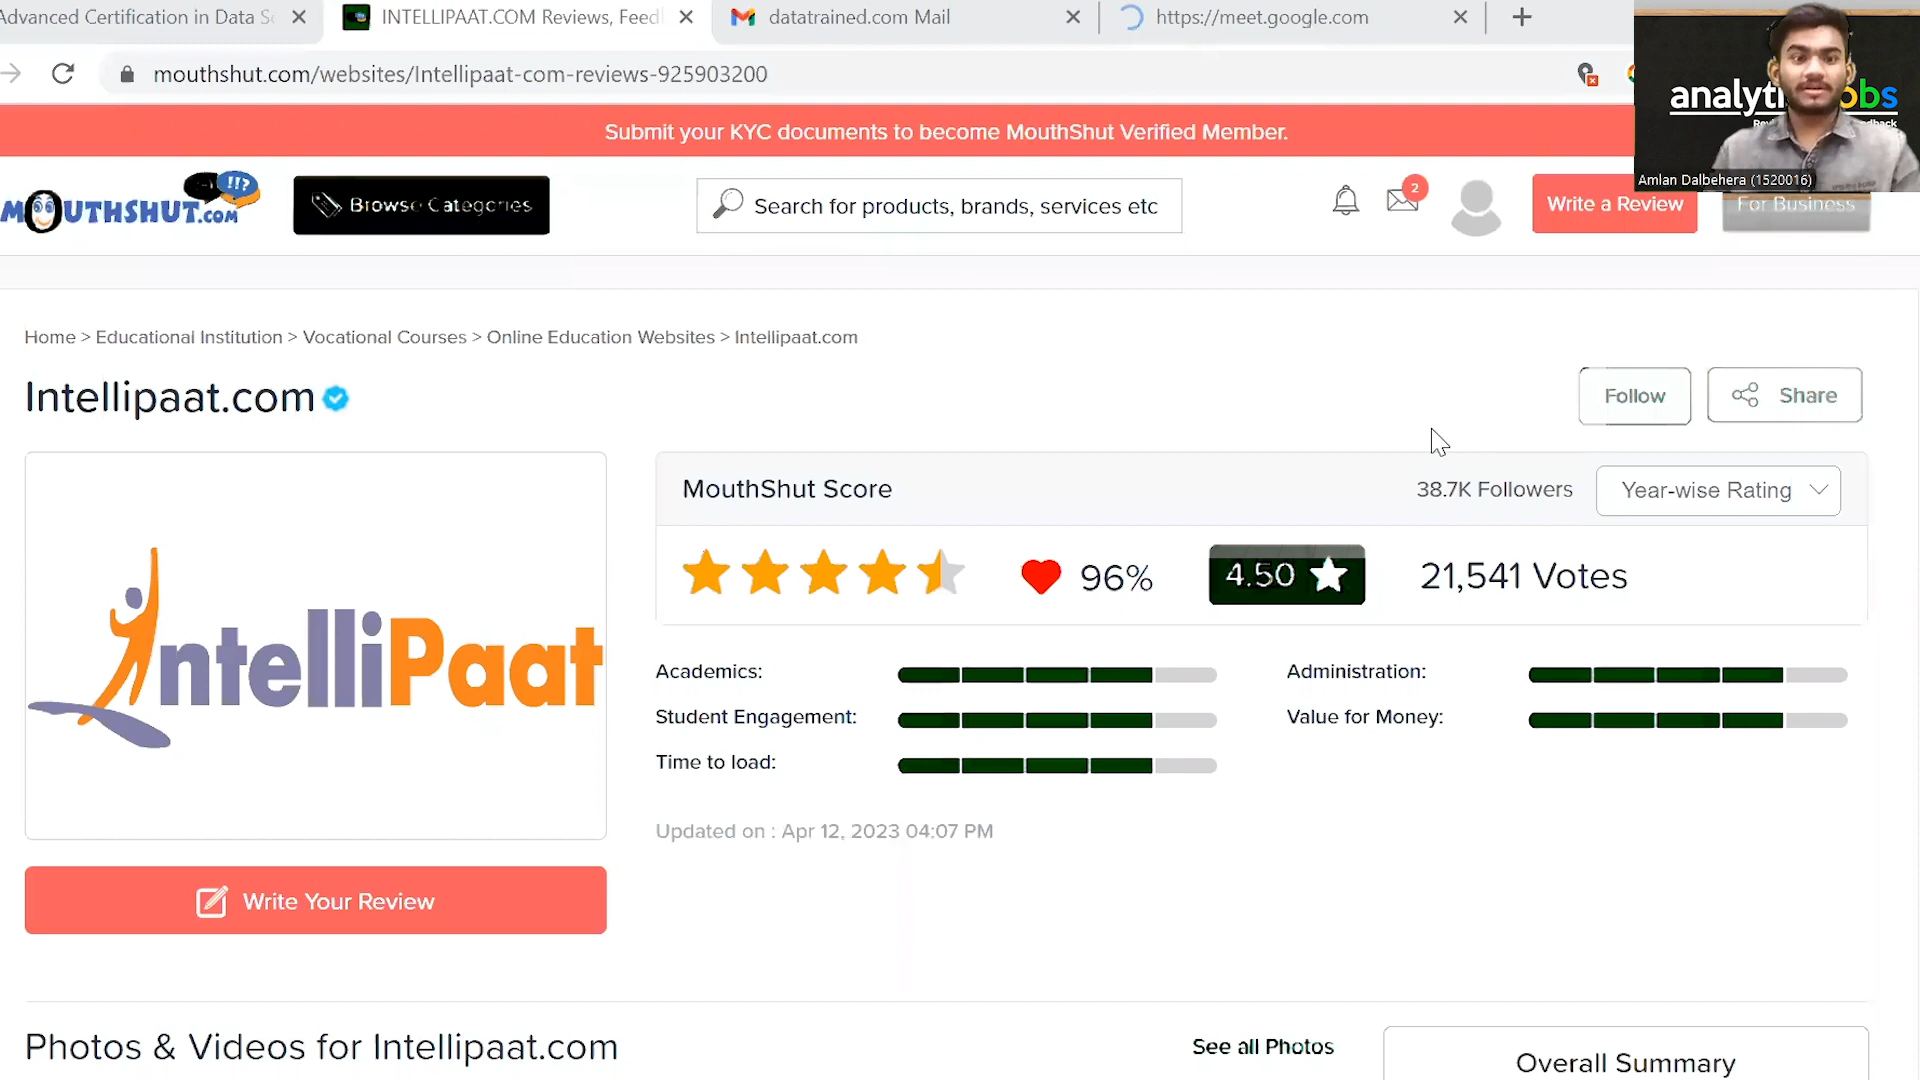 Advanced Certification in Data Sc
INTELLIPAAT.COM Reviews, Feed
datatrained.com Mail
https://meet.google.com
mouthshut.com/websites/Intellipaat-com-reviews-925903200
Submit your KYC documents to become MouthShut Verified Member.
analyti obs
Amlan Dalbehera (1520016)
MOUTHSHUT.COM
!!?
Browse Categories
Search for products, brands, services etc
2
Write a Review
For Business
Home > Educational Institution > Vocational Courses > Online Education Websites > Intellipaat.com
Intellipaat.com
Follow
Share
IntelliPaat
MouthShut Score
38.7K Followers
Year-wise Rating
96%
4.50
21,541 Votes
Academics:
Administration:
Student Engagement:
Value for Money:
Time to load:
Updated on : Apr 12, 2023 04:07 PM
Write Your Review
Photos & Videos for Intellipaat.com
See all Photos
Overall Summary